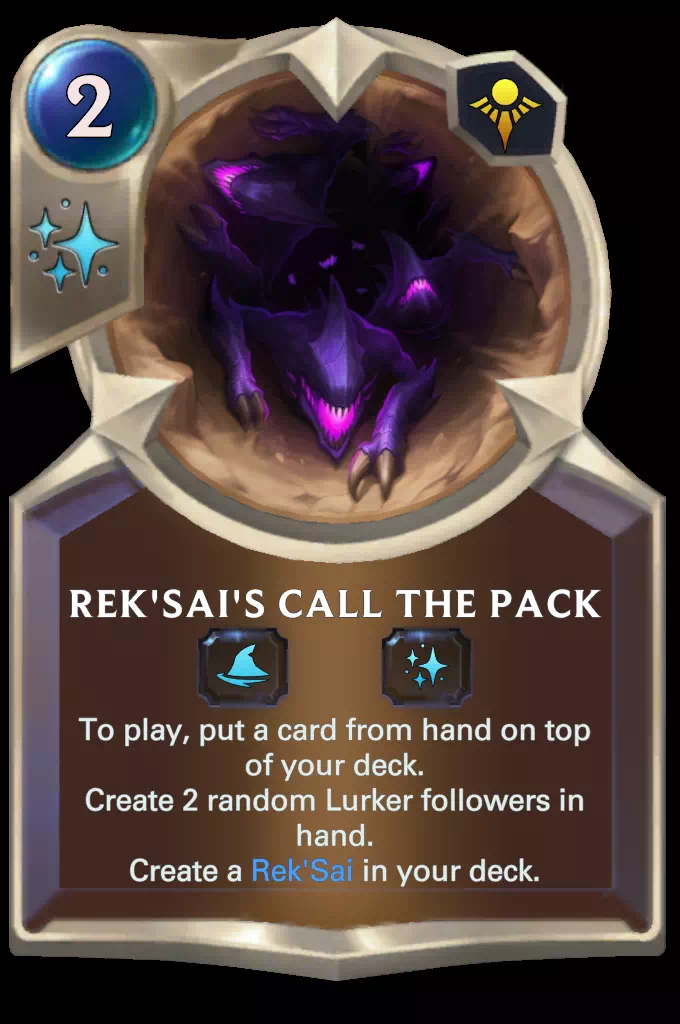 2
REK'SAI'S CALL THE PACK
To play, put a card from hand on top
of your deck.
Create 2 random Lurker followers in
hand.
Create a Rek'Sai in your deck.